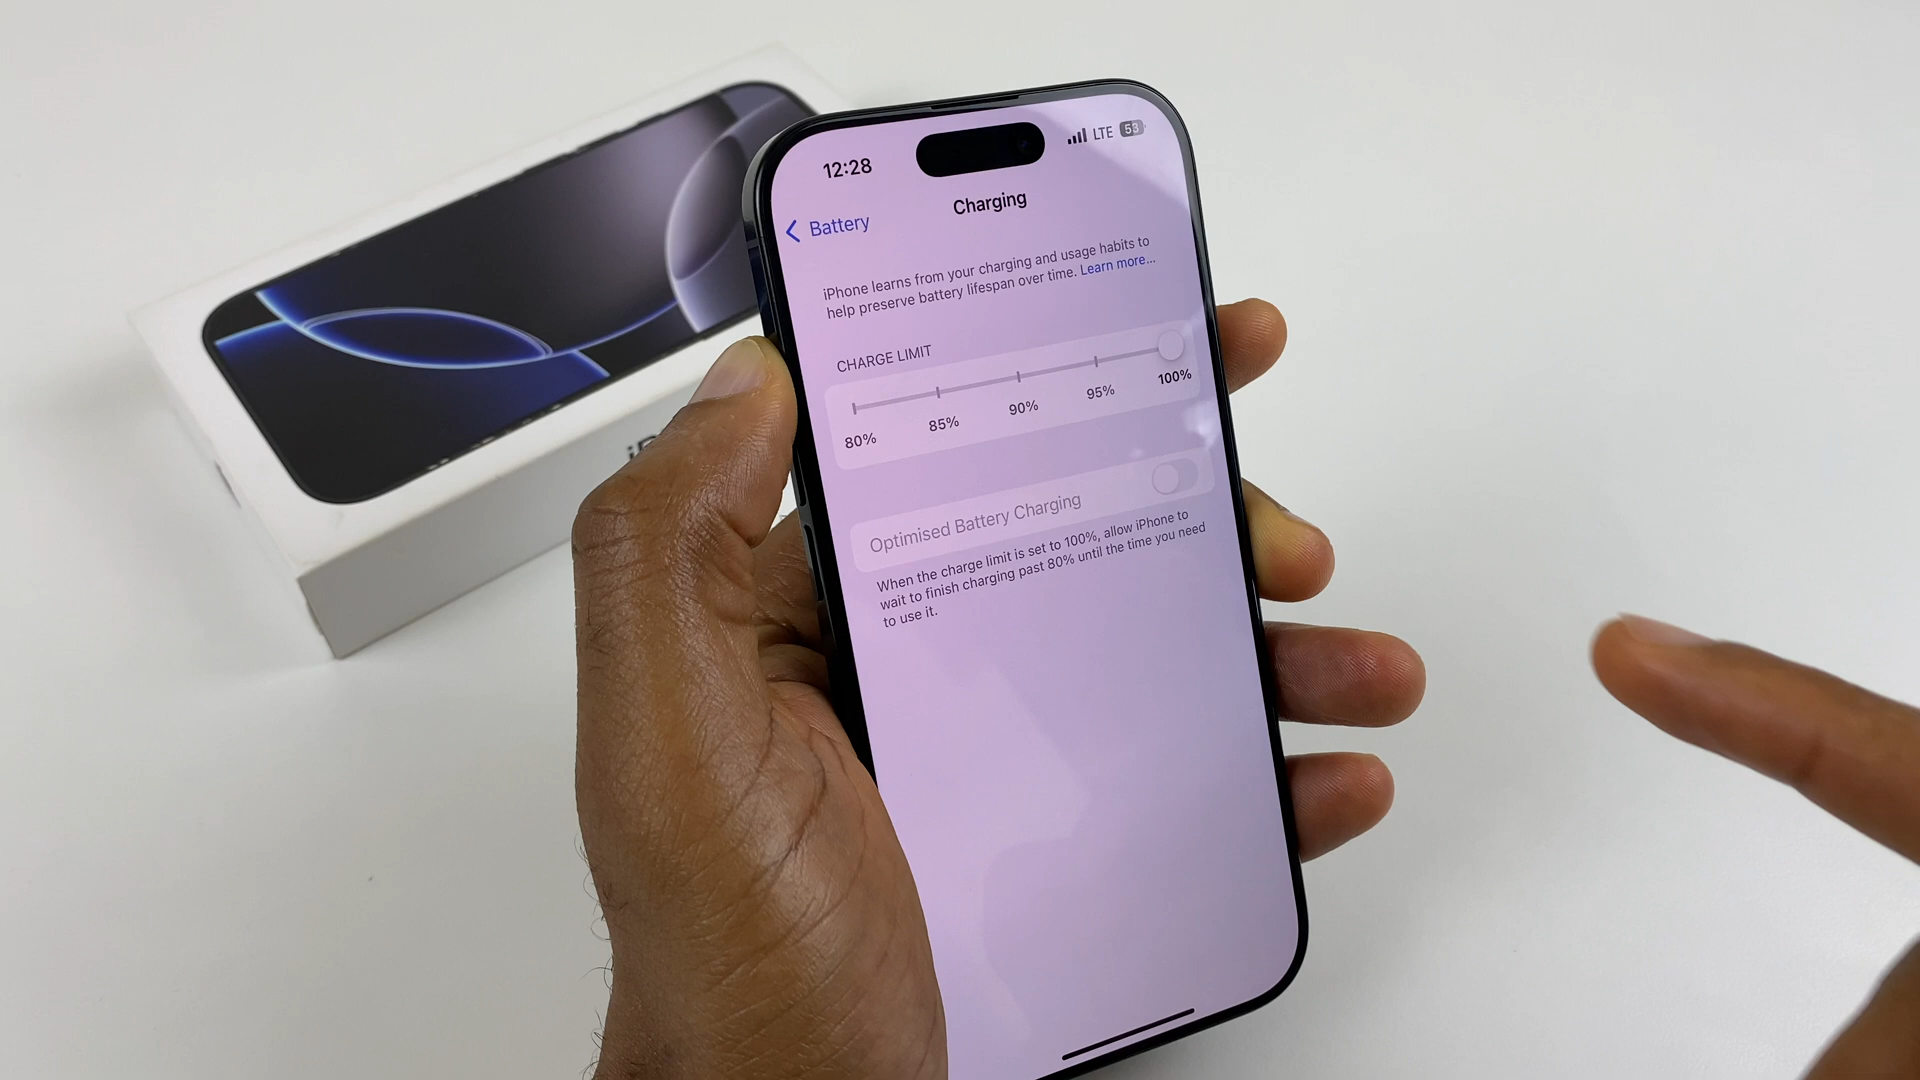 12:28
LTE 53
Battery
Charging
iPhone learns from your charging and usage habits to
help preserve battery lifespan over time. Learn more...
CHARGE LIMIT
80% 85% 90% 95% 100%
Optimised Battery Charging
When the charge limit is set to 100%, allow iPhone to
wait to finish charging past 80% until the time you need
to use it.